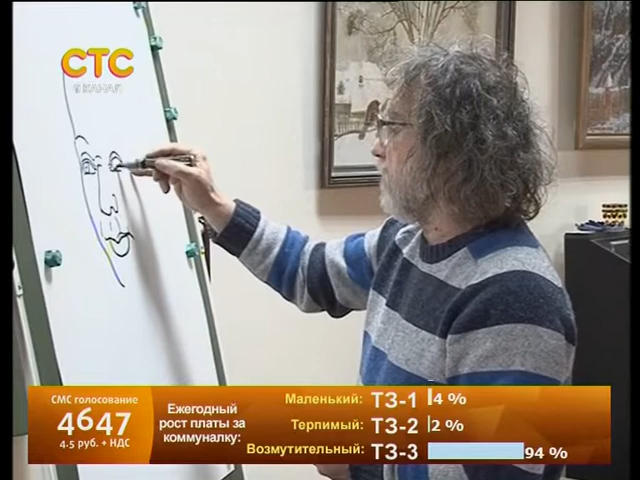 СТС
9 КАНАЛ
СМС голосование
4647
4.5 руб. + НДС
Ежегодный
рост платы за
коммуналку:
Маленький: ТЗ-1 4 %
Терпимый: ТЗ-2 2 %
Возмутительный: ТЗ-3 94 %